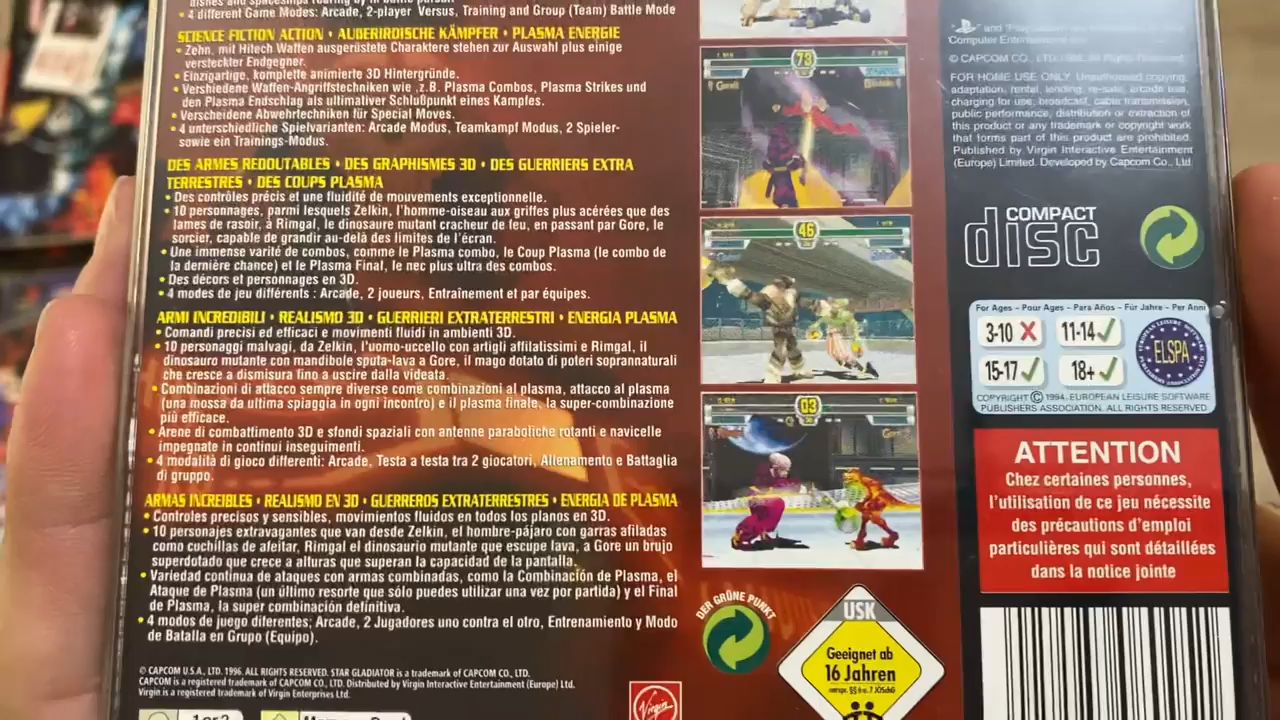 • 4 different Game Modes: Arcade, 2-player Versus, Training and Group (Team) Battle Mode
SCIENCE FICTION ACTION • AUßERIRDISCHE KÄMPFER • PLASMA ENERGIE
• Zehn, mit Hitech Waffen ausgerüstete Charaktere stehen zur Auswahl plus einige
versteckter Endgegner.
• Einzigartige, komplette animierte 3D Hintergründe.
• Verschiedene Waffen-Angriffstechniken wie ,z.B. Plasma Combos, Plasma Strikes und
den Plasma Endschlag als ultimativer Schlußpunkt eines Kampfes.
• Verscheidene Abwehrtechniken für Special Moves.
• 4 unterschiedliche Spielvarianten: Arcade Modus, Teamkampf Modus, 2 Spieler-
sowie ein Trainings-Modus.
DES ARMES REDOUTABLES • DES GRAPHISMES 3D • DES GUERRIERS EXTRA
TERRESTRES • DES COUPS PLASMA
• Des contrôles précis et une fluidité de mouvements exceptionelle.
• 10 personnages, parmi lesquels Zelkin, l'homme-oiseau aux griffes plus acérées que des
lames de rasoir, à Rimgal, le dinosaure mutant cracheur de feu, en passant par Gore, le
sorcier, capable de grandir au-delà des limites de l'écran.
• Une immense varité de combos, comme le Plasma combo, le Coup Plasma (le combo de
la dernière chance) et le Plasma Final, le nec plus ultra des combos.
• Des décors et personnages en 3D.
• 4 modes de jeu différents : Arcade, 2 joueurs, Entraînement et par équipes.
ARMI INCREDIBILI • REALISMO 3D • GUERRIERI EXTRATERRESTRI • ENERGIA PLASMA
• Comandi precisi ed efficaci e movimenti fluidi in ambienti 3D.
• 10 personaggi malvagi, da Zelkin, l'uomo-uccello con artigli affilatissimi e Rimgal, il
dinosauro mutante con mandibole sputa-lava a Gore, il mago dotato di poteri soprannaturali
che cresce a dismisura fino a uscire dalla videata.
• Combinazioni di attacco sempre diverse come combinazioni al plasma, attacco al plasma
(una mossa da ultima spiaggia in ogni incontro) e il plasma finale, la super-combinazione
più efficace.
• Arene di combattimento 3D e sfondi spaziali con antenne paraboliche rotanti e navicelle
impegnate in continui inseguimenti.
• 4 modalità di gioco differenti: Arcade, Testa a testa tra 2 giocatori, Allenamento e Battaglia
di gruppo.
ARMAS INCREIBLES • REALISMO EN 3D • GUERREROS EXTRATERRESTRES • ENERGIA DE PLASMA
• Controles precisos y sensibles, movimientos fluidos en todos los planos en 3D.
• 10 personajes extravagantes que van desde Zelkin, el hombre-pájaro con garras afiladas
como cuchillas de afeitar, Rimgal el dinosaurio mutante que escupe lava, a Gore un brujo
superdotado que crece a alturas que superan la capacidad de la pantalla.
• Variedad continua de ataques con armas combinadas, como la Combinación de Plasma, el
Ataque de Plasma (un último resorte que sólo puedes utilizar una vez por partida) y el Final
de Plasma, la super combinación definitiva.
• 4 modos de juego diferentes; Arcade, 2 Jugadores uno contra el otro, Entrenamiento y Modo
de Batalla en Grupo (Equipo).
© CAPCOM U.S.A., LTD. 1996. ALL RIGHTS RESERVED. STAR GLADIATOR is a trademark of CAPCOM CO., LTD.
CAPCOM is a registered trademark of CAPCOM CO., LTD. Distributed by Virgin Interactive Entertainment (Europe) Ltd.
Virgin is a registered trademark of Virgin Enterprises Ltd.
Virgin
73
46
03
DER GRÜNE PUNKT
USK
Geeignet ab
16 Jahren
FOR HOME USE ONLY. Unauthorised copying,
adaptation, rental, lending, re-sale, arcade use,
charging for use, broadcast, cable transmission,
public performance, distribution or extraction of
this product or any trademark or copyright work
that forms part of this product are prohibited.
Published by Virgin Interactive Entertainment
(Europe) Limited. Developed by Capcom Co., Ltd
COMPACT
disc
For Ages - Pour Ages - Para Años - Für Jahre - Per Anni
3-10 11-14
15-17 18+
ELSPA
COPYRIGHT © 1994. EUROPEAN LEISURE SOFTWARE
PUBLISHERS ASSOCIATION. ALL RIGHTS RESERVED
ATTENTION
Chez certaines personnes,
l'utilisation de ce jeu nécessite
des précautions d'emploi
particulières qui sont détaillées
dans la notice jointe